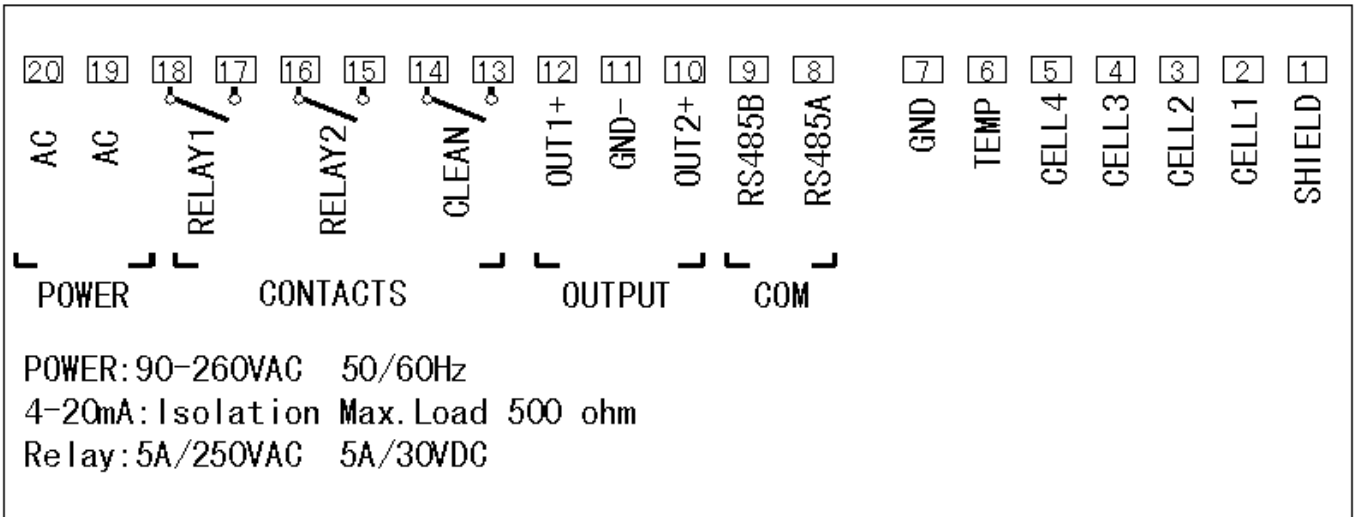 20 19 18 17 16 15 14 13 12 11 10 9 8 7 6 5 4 3 2 1
AC AC RELAY1 RELAY2 CLEAN OUT1+ GND- OUT2+ RS485B RS485A GND TEMP CELL4 CELL3 CELL2 CELL1 SHIELD
POWER CONTACTS OUTPUT COM
POWER:90-260VAC 50/60Hz
4-20mA:Isolation Max.Load 500 ohm
Relay:5A/250VAC 5A/30VDC